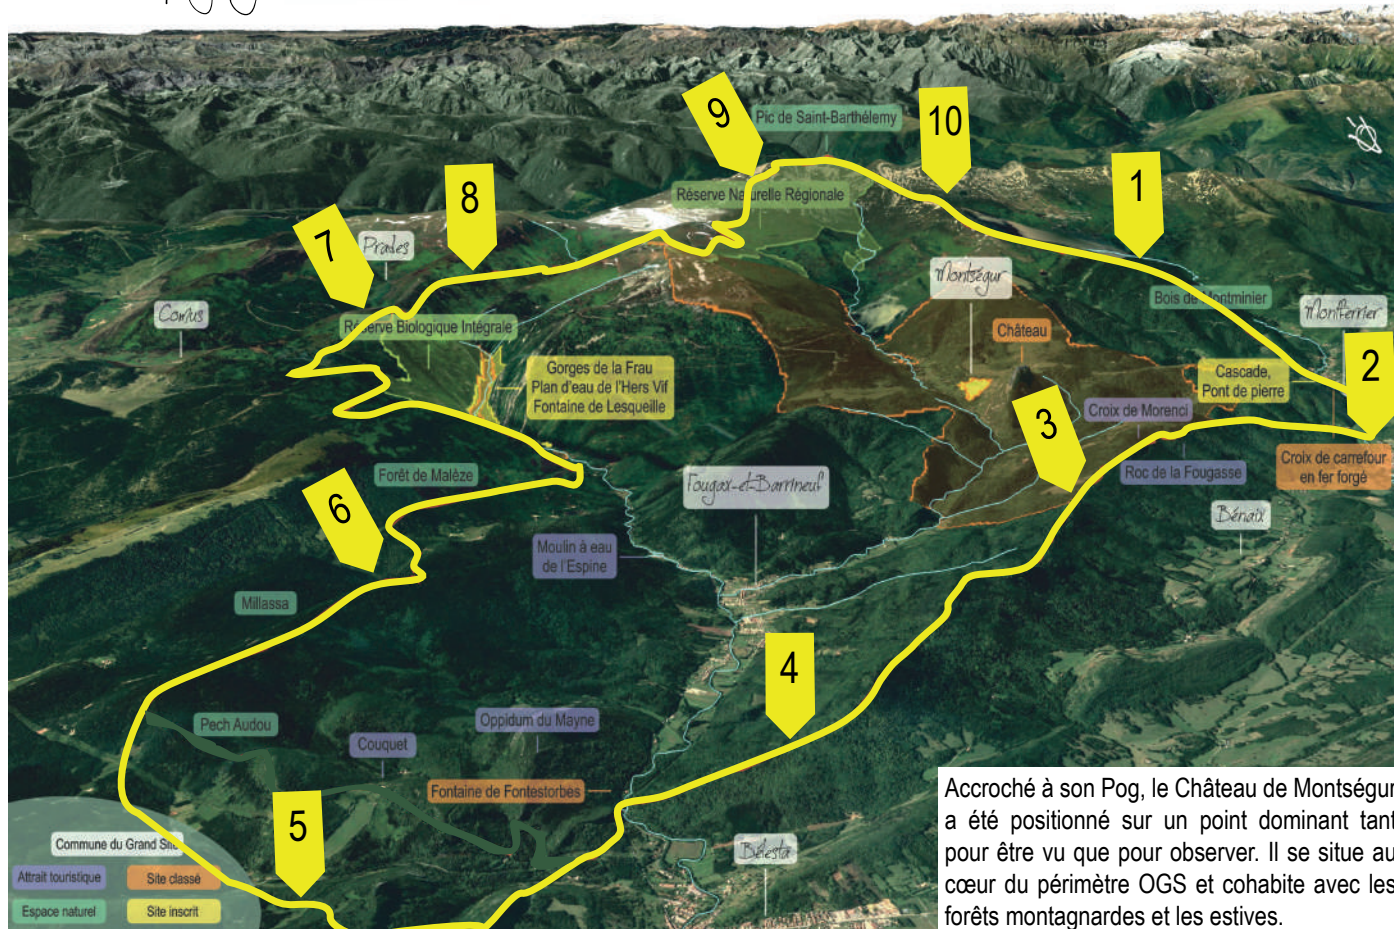 9
Pic de Saint-Barthélemy
10
1
8
Réserve Naturelle Régionale
7
Prades
Montségur
Comus
Bois de Montminier
Montferrier
Réserve Biologique Intégrale
Château
Gorges de la Frau
Plan d'eau de l'Hers Vif
Fontaine de Lesqueille
Cascade,
Pont de pierre
2
3
Croix de Morenci
Forêt de Malèze
Roc de la Fougasse
Croix de carrefour
en fer forgé
6
Fougax-et-Barrineuf
Bénaix
Moulin à eau
de l'Espine
Millassa
4
Pech Audou
Oppidum du Mayne
Couquet
Fontaine de Fontestorbes
5
Bélesta
Commune du Grand Site
Attrait touristique
Site classé
Espace naturel
Site inscrit
Accroché à son Pog, le Château de Montségur
a été positionné sur un point dominant tant
pour être vu que pour observer. Il se situe au
cœur du périmètre OGS et cohabite avec les
forêts montagnardes et les estives.